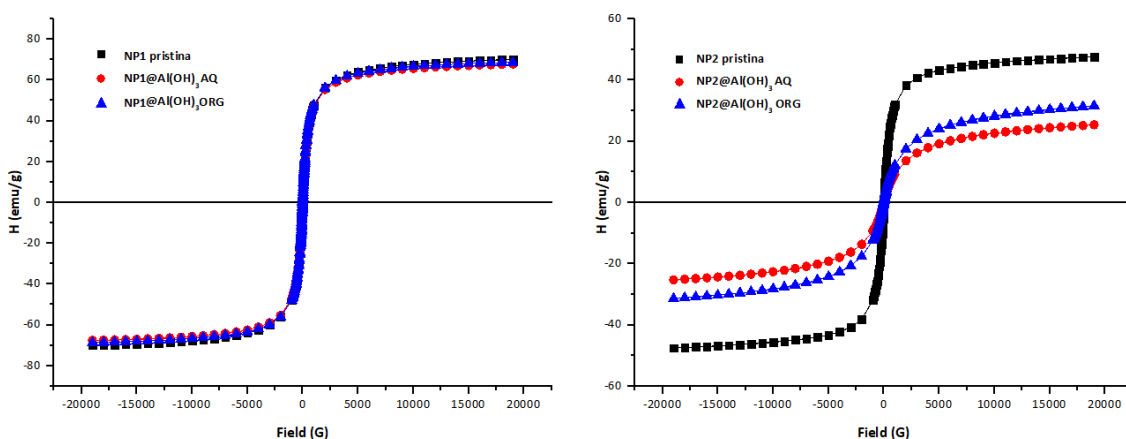 80
60
40
20
0
-20
-40
-60
-80
H (emu/g)
NP1 pristina
NP1@Al(OH)₃AQ
NP1@Al(OH)₃ORG
-20000 -15000 -10000 -5000 0 5000 10000 15000 20000
Field (G)
60
40
20
0
-20
-40
-60
H (emu/g)
NP2 pristina
NP2@Al(OH)₃ AQ
NP2@Al(OH)₃ ORG
-20000 -15000 -10000 -5000 0 5000 10000 15000 20000
Field (G)